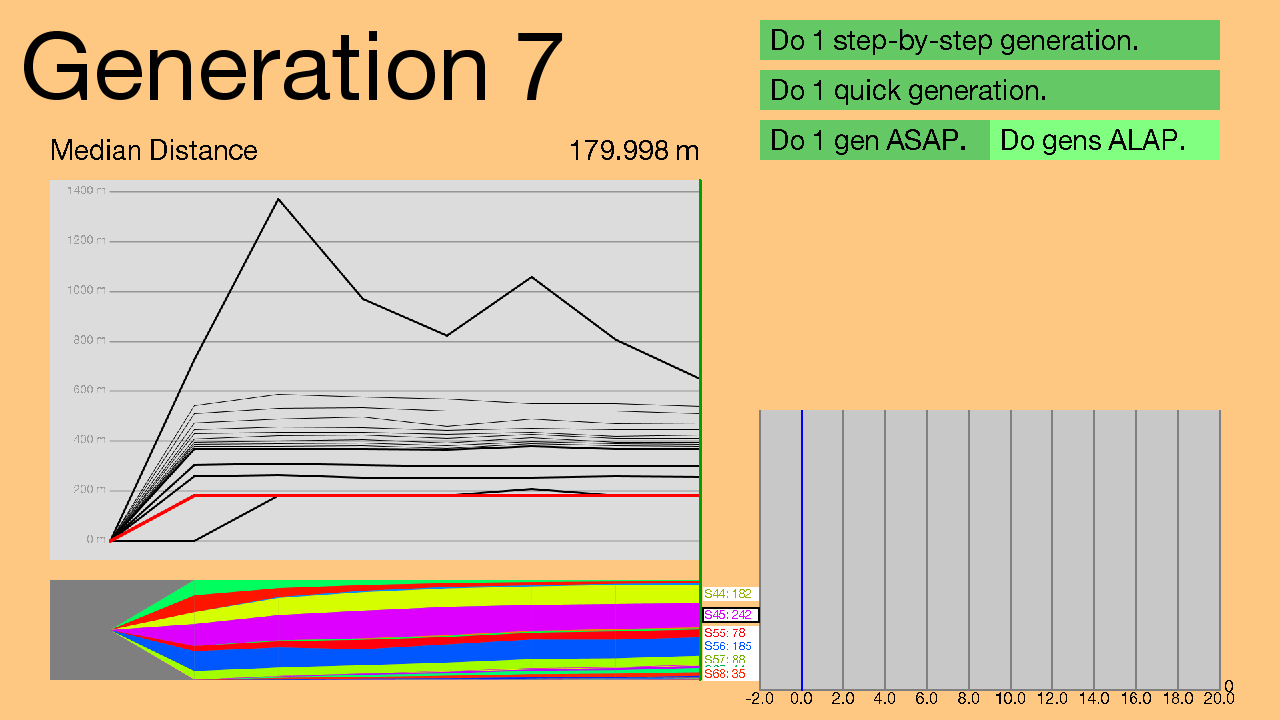 Generation 7
Do 1 step-by-step generation.
Do 1 quick generation.
Do 1 gen ASAP. Do gens ALAP.
Median Distance 179.998 m
1400 m
1200 m
1000 m
800 m
600 m
400 m
200 m
0 m
S44: 182
S45: 242
S55: 78
S56: 185
S57: 88
S68: 35
0
-2.0 0.0 2.0 4.0 6.0 8.0 10.0 12.0 14.0 16.0 18.0 20.0